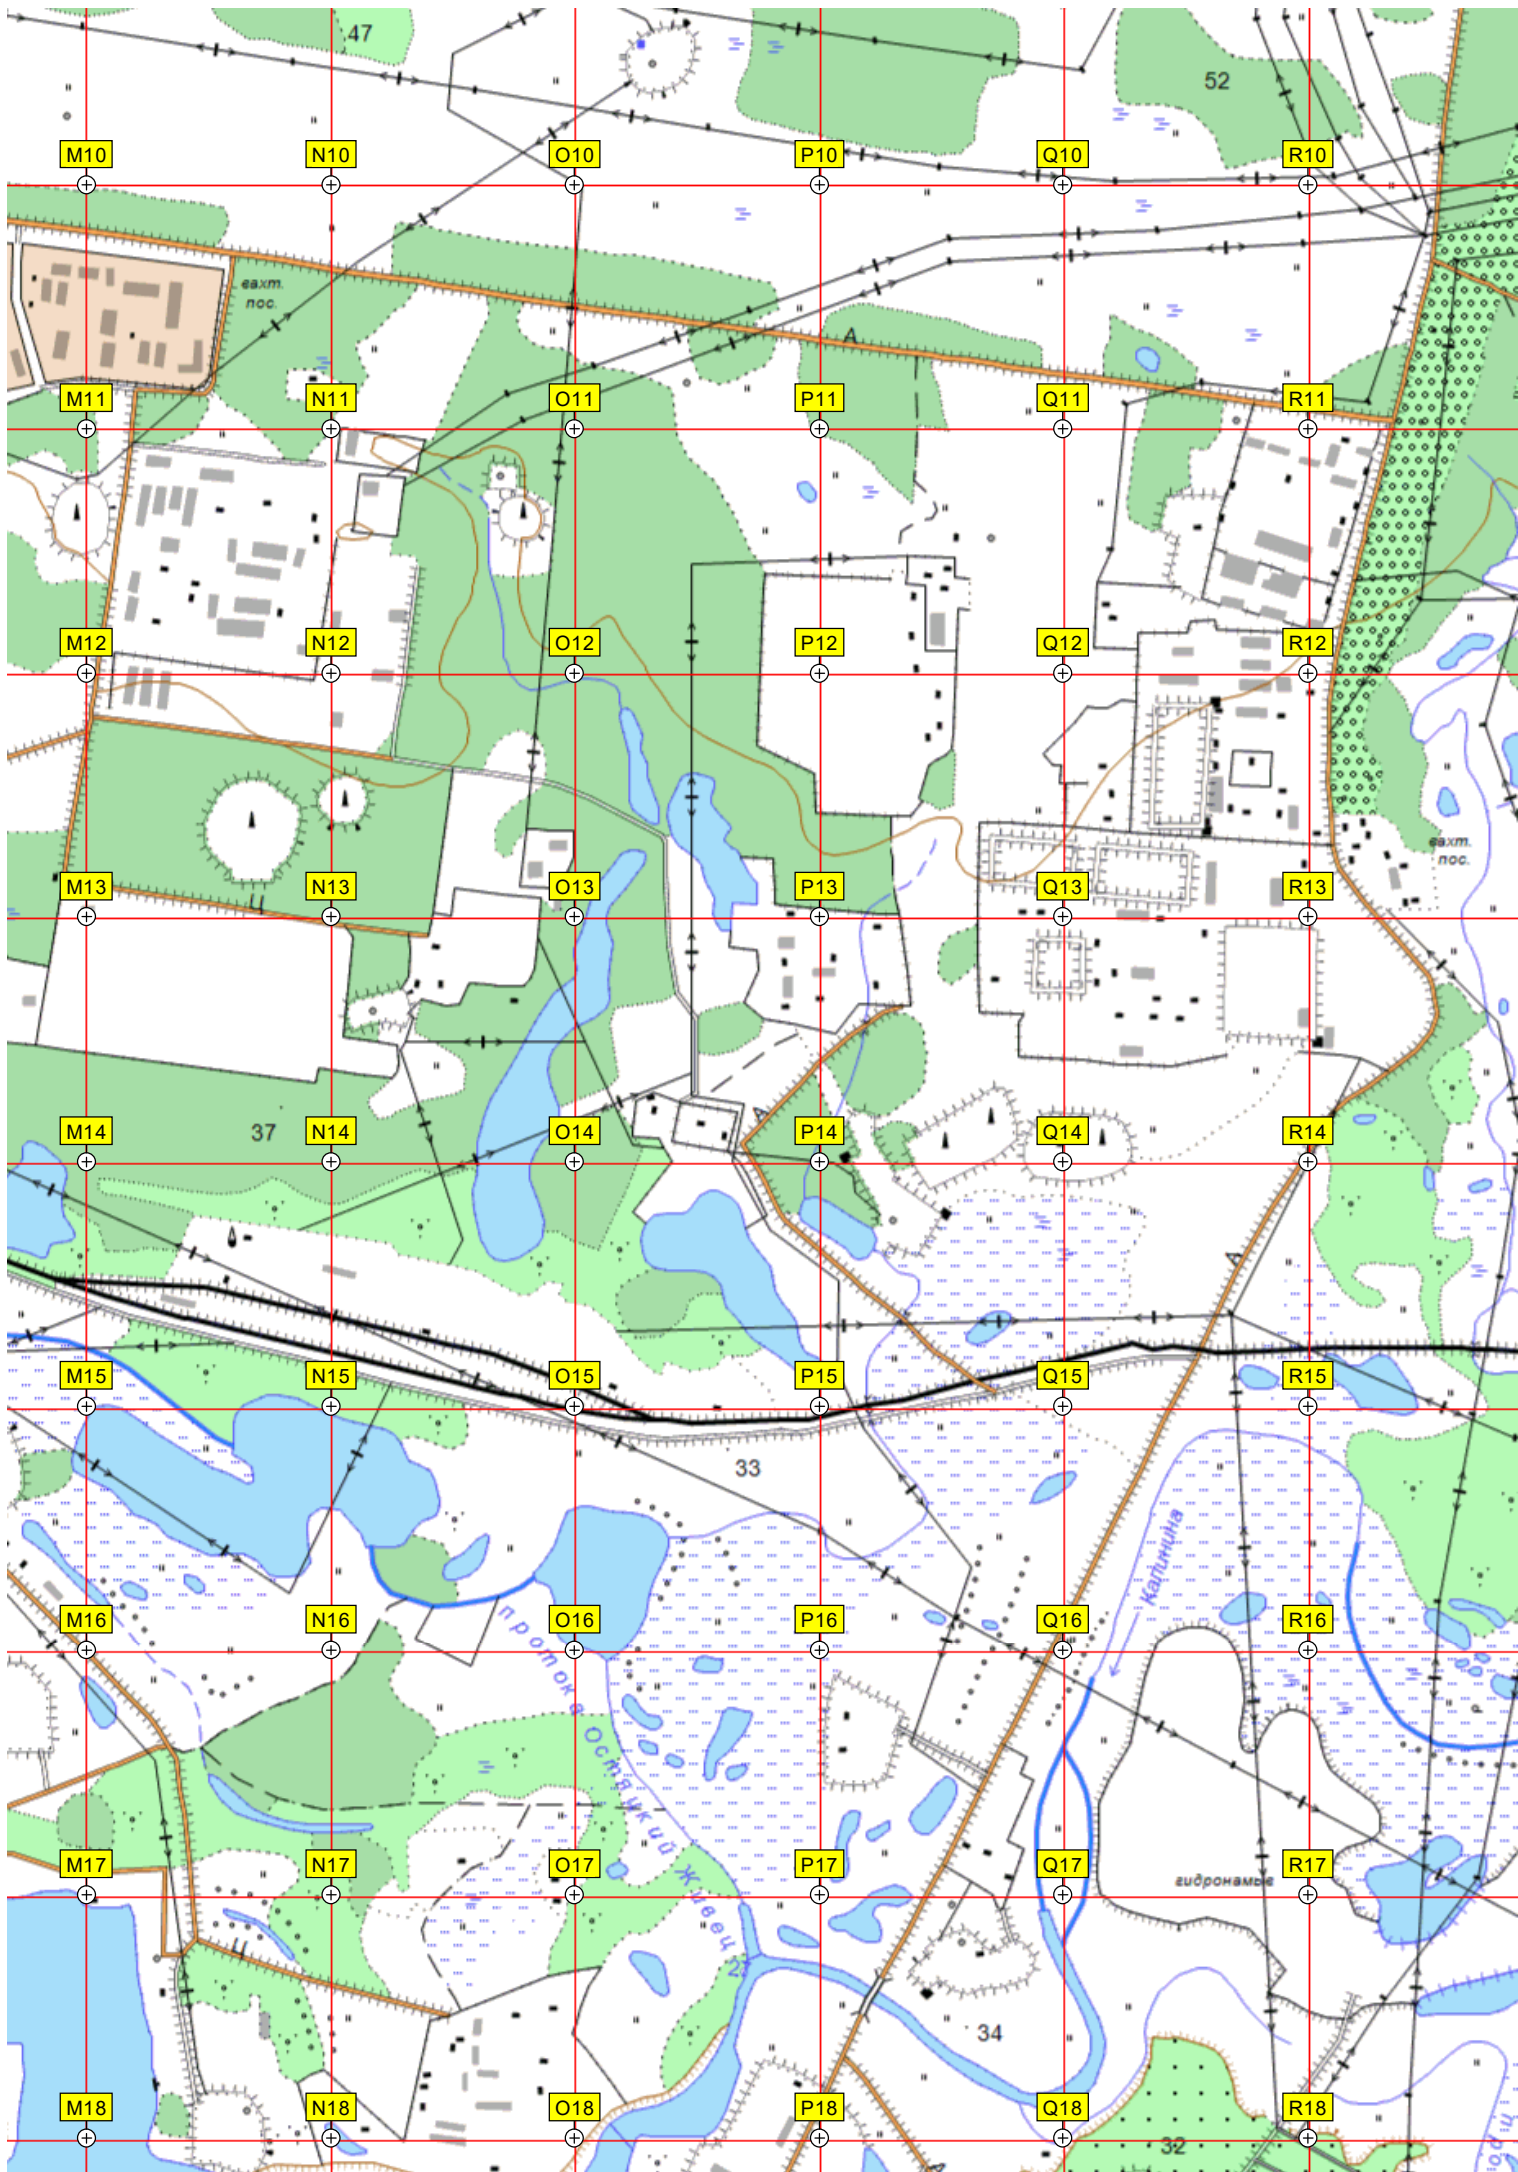 47
52
M10 N10 O10 P10 Q10 R10
вахт.
пос.
А
M11 N11 O11 P11 Q11 R11
M12 N12 O12 P12 Q12 R12
вахт.
пос.
M13 N13 O13 P13 Q13 R13
Ц
А
M14 N14 O14 P14 Q14 R14
37
А
M15 N15 O15 P15 Q15 R15
33
Калинина
M16 N16 O16 P16 Q16 R16
проток а Остяцкий Живец
M17 N17 O17 P17 Q17 R17
гидронамыв
Ц
27
34
M18 N18 O18 P18 Q18 R18
32
А